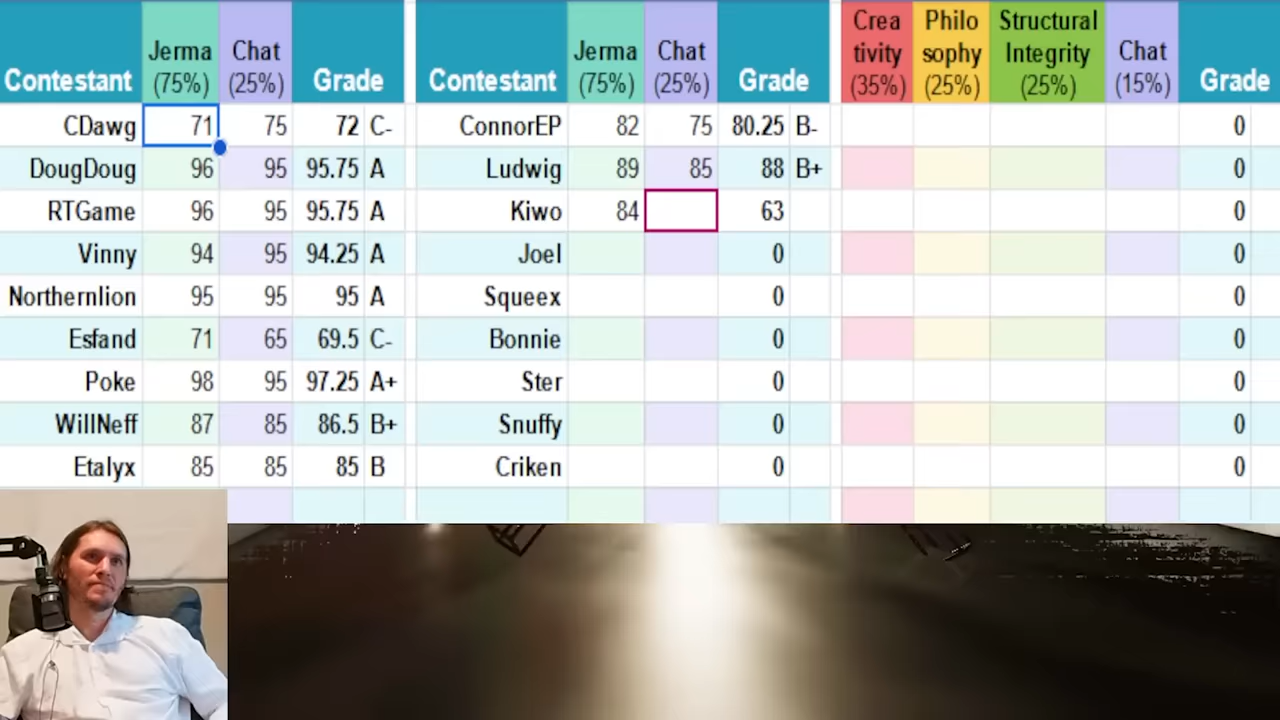 Contestant Jerma (75%) Chat (25%) Grade Contestant Jerma (75%) Chat (25%) Grade Crea tivity (35%) Philo sophy (25%) Structural Integrity (25%) Chat (15%) Grade
CDawg 71 75 72 C- ConnorEP 82 75 80.25 B- 0
DougDoug 96 95 95.75 A Ludwig 89 85 88 B+ 0
RTGame 96 95 95.75 A Kiwo 84 63 0
Vinny 94 95 94.25 A Joel 0 0
Northernlion 95 95 95 A Squeex 0 0
Esfand 71 65 69.5 C- Bonnie 0 0
Poke 98 95 97.25 A+ Ster 0 0
WillNeff 87 85 86.5 B+ Snuffy 0 0
Etalyx 85 85 85 B Criken 0 0